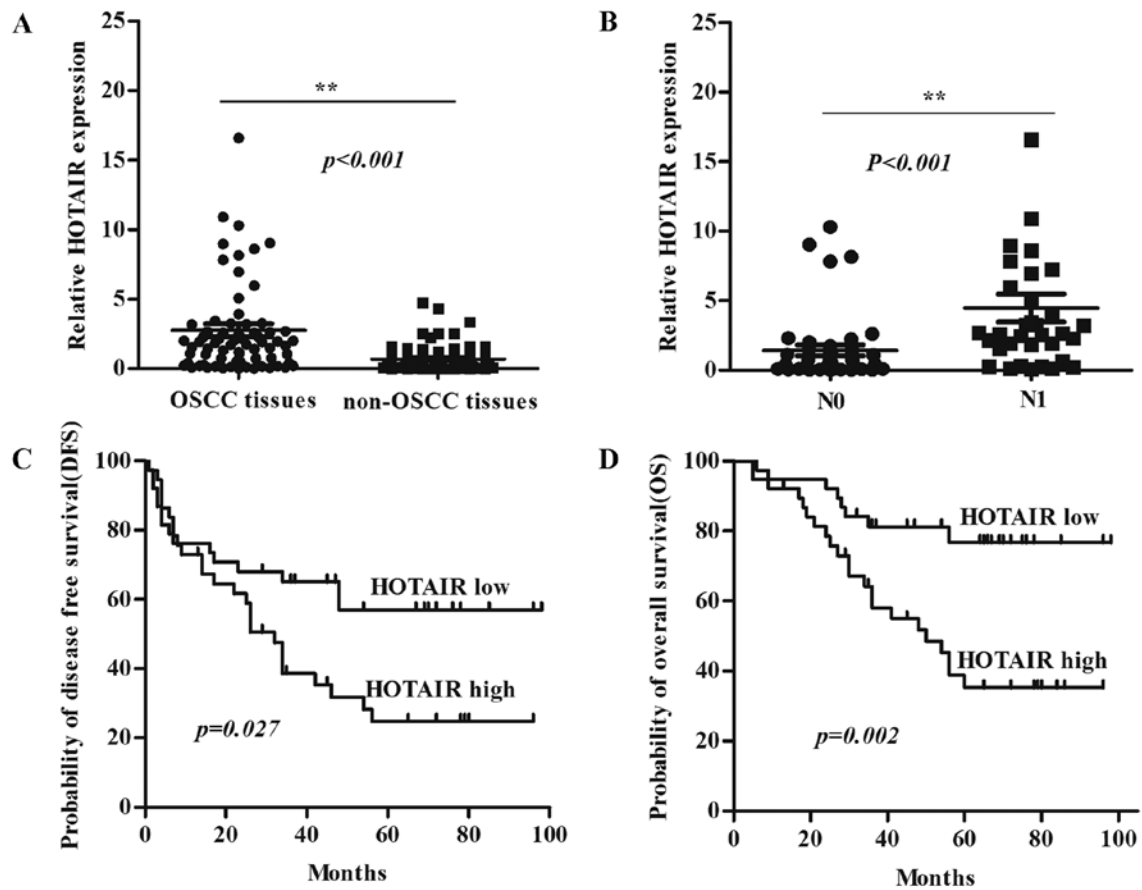 A
Relative HOTAIR expression
25
20
15
10
5
0
**
p<0.001
OSCC tissues
non-OSCC tissues
B
Relative HOTAIR expression
25
20
15
10
5
0
**
P<0.001
N0
N1
C
Probability of disease free survival(DFS)
100
80
60
40
20
0
HOTAIR low
HOTAIR high
p=0.027
0 20 40 60 80 100
Months
D
Probability of overall survival(OS)
100
80
60
40
20
0
HOTAIR low
HOTAIR high
p=0.002
0 20 40 60 80 100
Months